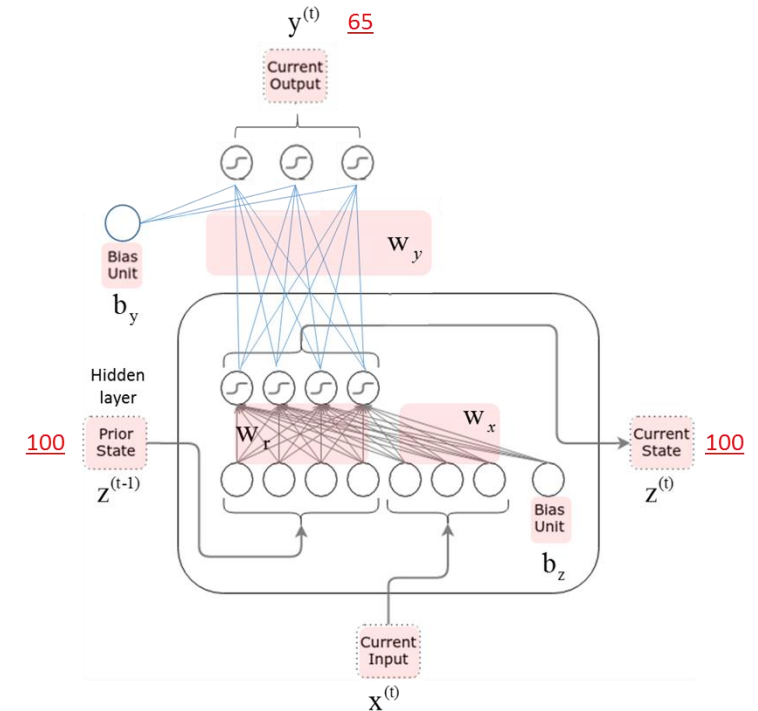 y(t) 65
Current
Output
Bias
Unit
by
wy
Hidden
layer
100
Prior
State
z(t-1)
wr
wx
Current
State
100
z(t)
Bias
Unit
bz
Current
Input
x(t)